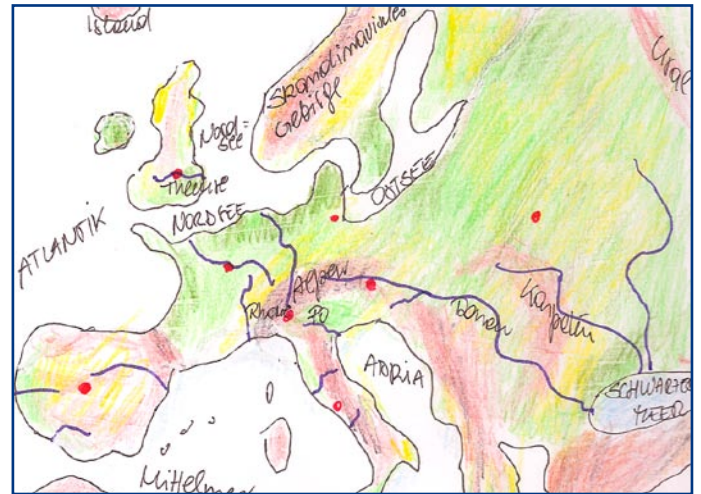 Island
Skandinavisches
Gebirge
Ural
Nord=
see
Themse
NORDSEE
OSTSEE
ATLANTIK
Alpen
Rhone
PO
Donau
Karpaten
ADRIA
SCHWARZES
MEER
Mittelmeer